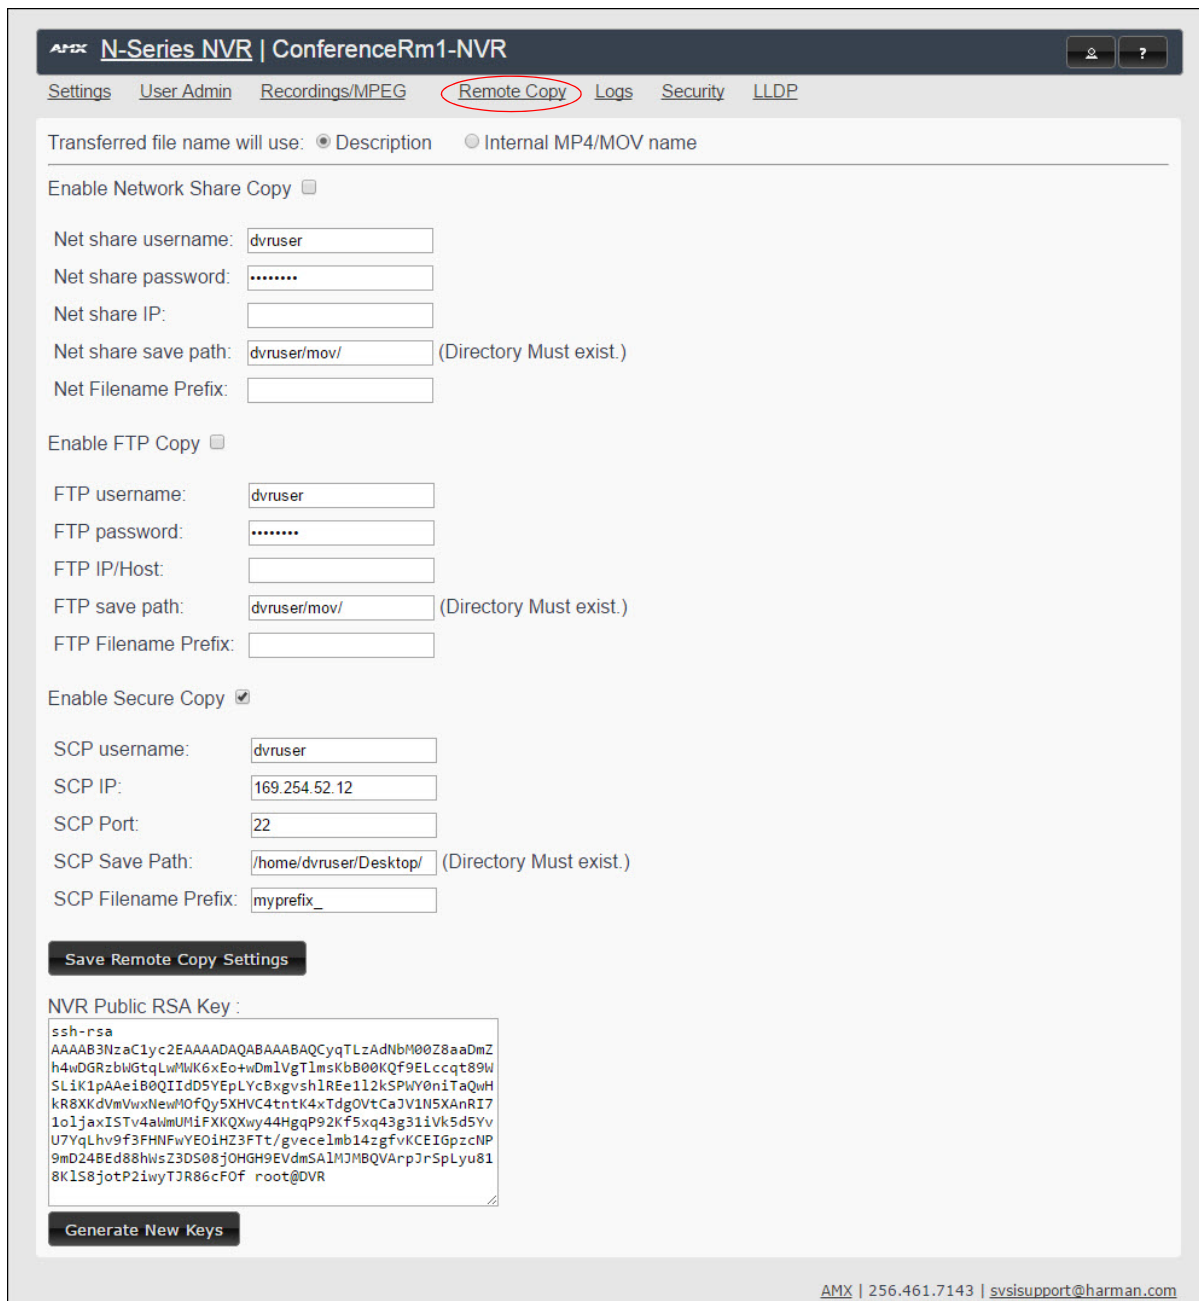 AMX N-Series NVR | ConferenceRm1-NVR ?
Settings User Admin Recordings/MPEG Remote Copy Logs Security LLDP
Transferred file name will use: Description Internal MP4/MOV name
Enable Network Share Copy
Net share username: dvruser
Net share password: ••••••••
Net share IP:
Net share save path: dvruser/mov/ (Directory Must exist.)
Net Filename Prefix:
Enable FTP Copy
FTP username: dvruser
FTP password: ••••••••
FTP IP/Host:
FTP save path: dvruser/mov/ (Directory Must exist.)
FTP Filename Prefix:
Enable Secure Copy
SCP username: dvruser
SCP IP: 169.254.52.12
SCP Port: 22
SCP Save Path: /home/dvruser/Desktop/ (Directory Must exist.)
SCP Filename Prefix: myprefix_
Save Remote Copy Settings
NVR Public RSA Key :
ssh-rsa
AAAAB3NzaC1yc2EAAAADAQABAAABAQCyqTLzAdNbM00Z8aaDmZ
h4wDGRzbWGtqLwMWK6xEo+wDmlVgTlmsKbB00KQf9ELccqt89W
SLiK1pAAeiB0QIIdD5YEpLYcBxgvshlREe1l2kSPWY0niTaQwH
kR8XKdVmVwxNewMOfQy5XHVC4tntK4xTdgOVtCaJV1N5XAnRI7
1oljaxISTv4aWmUMiFXKQXwy44HgqP92Kf5xq43g31iVk5d5Yv
U7YqLhv9f3FHNFwYEOiHZ3FTt/gvecelmb14zgfvKCEIGpzcNP
9mD24BEd88hWsZ3DS08jOHGH9EVdmSAlMJMBQVArpJrSpLyu81
8KlS8jotP2iwyTJR86cFOf root@DVR
Generate New Keys
AMX | 256.461.7143 | svsisupport@harman.com